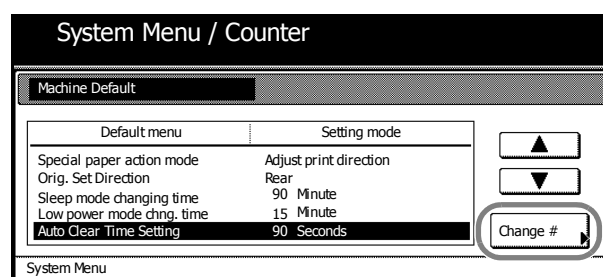 System Menu / Counter
Machine Default
Default menu Setting mode
Special paper action mode Adjust print direction
Orig. Set Direction Rear
Sleep mode changing time 90 Minute
Low power mode chng. time 15 Minute
Auto Clear Time Setting 90 Seconds
Change #
System Menu